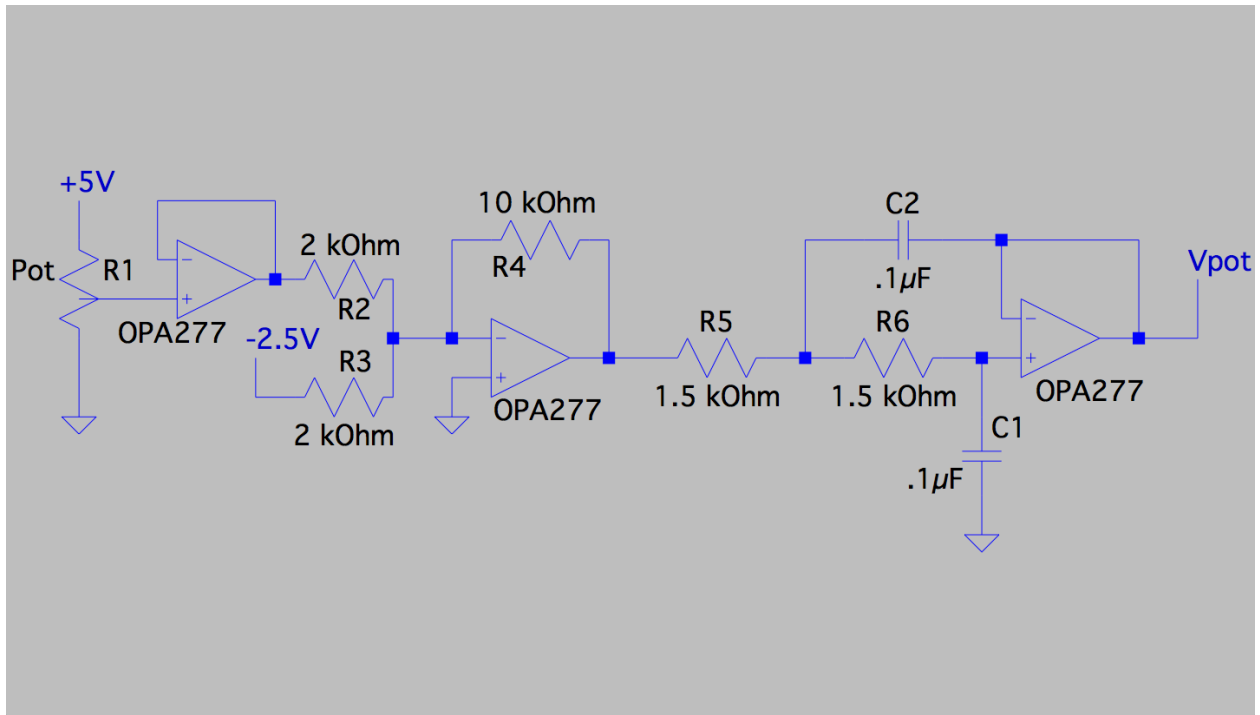 +5V
Pot
R1
OPA277
2 kOhm
R2
-2.5V
R3
2 kOhm
10 kOhm
R4
OPA277
R5
1.5 kOhm
C2
.1µF
R6
1.5 kOhm
OPA277
C1
.1µF
Vpot